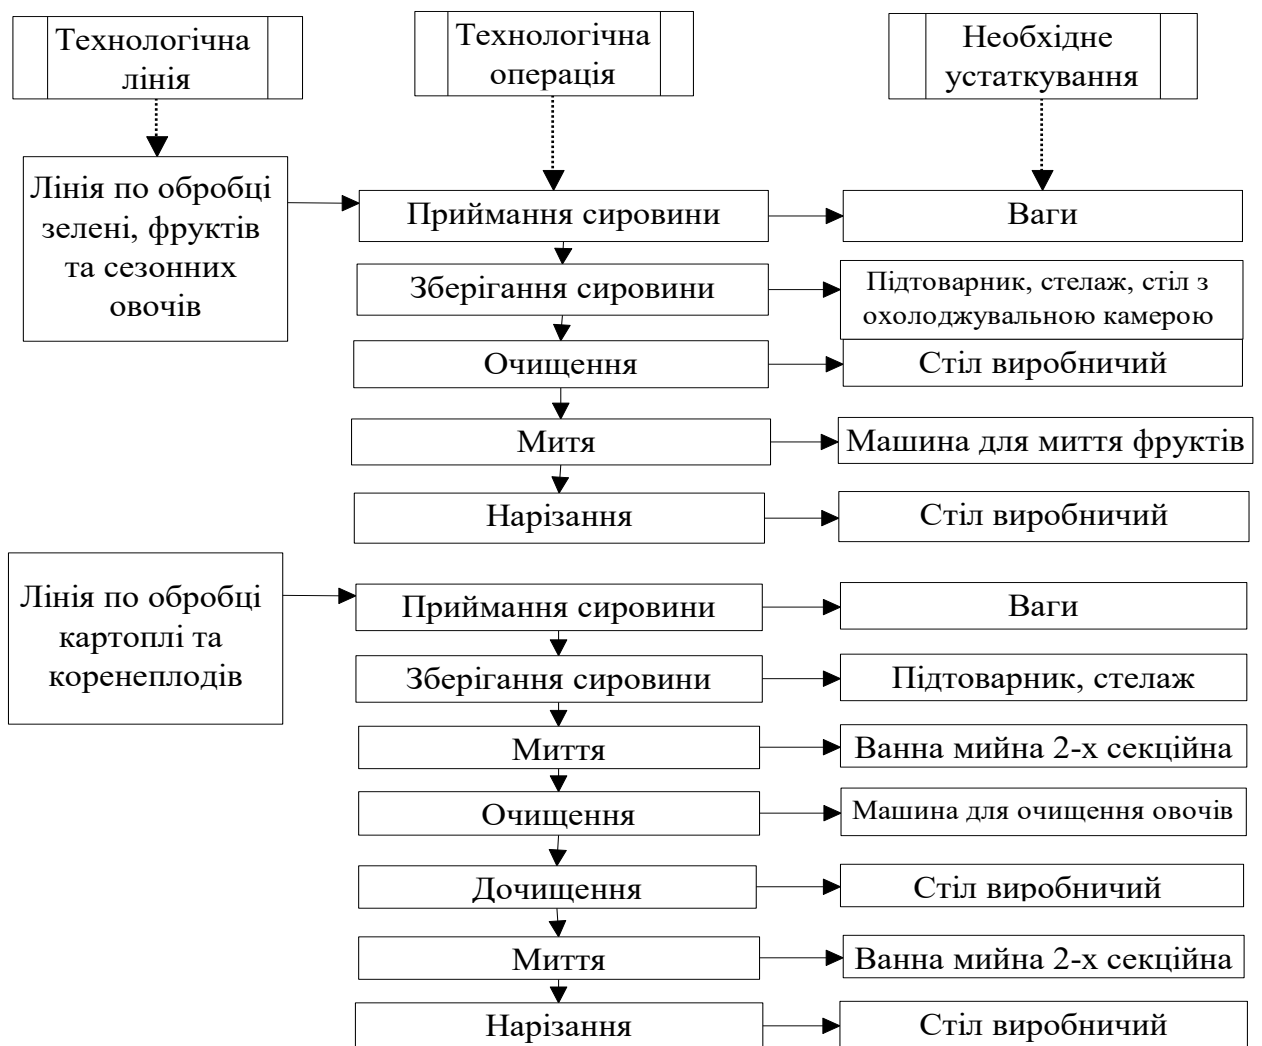 Технологічна
лінія
Технологічна
операція
Необхідне
устаткування
Лінія по обробці
зелені, фруктів
та сезонних
овочів
Приймання сировини
Ваги
Зберігання сировини
Підтоварник, стелаж, стіл з
охолоджувальною камерою
Очищення
Стіл виробничий
Митя
Машина для миття фруктів
Нарізання
Стіл виробничий
Лінія по обробці
картоплі та
коренеплодів
Приймання сировини
Ваги
Зберігання сировини
Підтоварник, стелаж
Миття
Ванна мийна 2-х секційна
Очищення
Машина для очищення овочів
Дочищення
Стіл виробничий
Миття
Ванна мийна 2-х секційна
Нарізання
Стіл виробничий